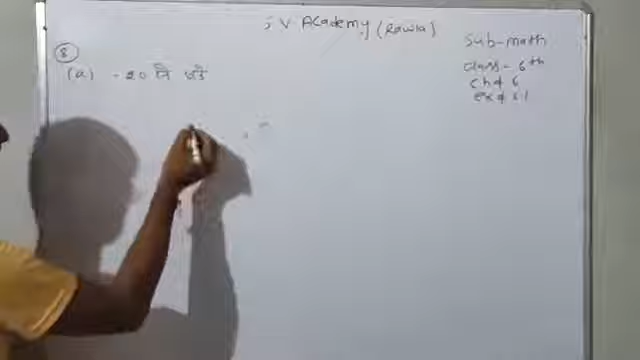 S V Academy (Rawla)
Sub-math
Class - 6th
Ch # 6
Ex # 6.1
8
(a) -20 से बड़े